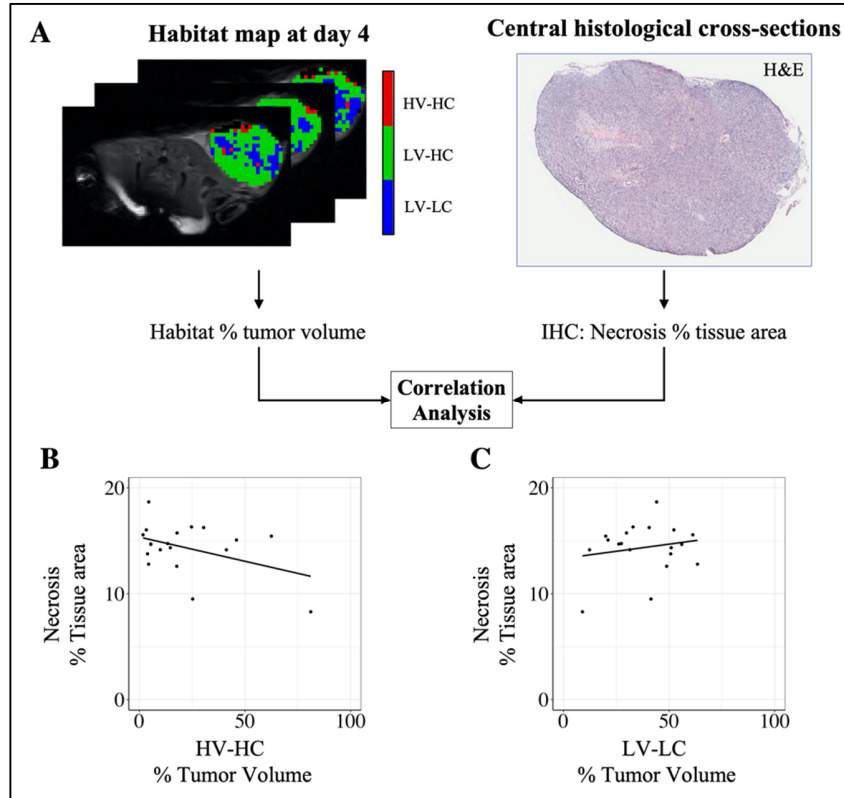 A
Habitat map at day 4
Central histological cross-sections
HV-HC
LV-HC
LV-LC
H&E
Habitat % tumor volume
IHC: Necrosis % tissue area
Correlation
Analysis
B
Necrosis
% Tissue area
20
10
0
0
50
100
HV-HC
% Tumor Volume
C
Necrosis
% Tissue area
20
10
0
0
50
100
LV-LC
% Tumor Volume